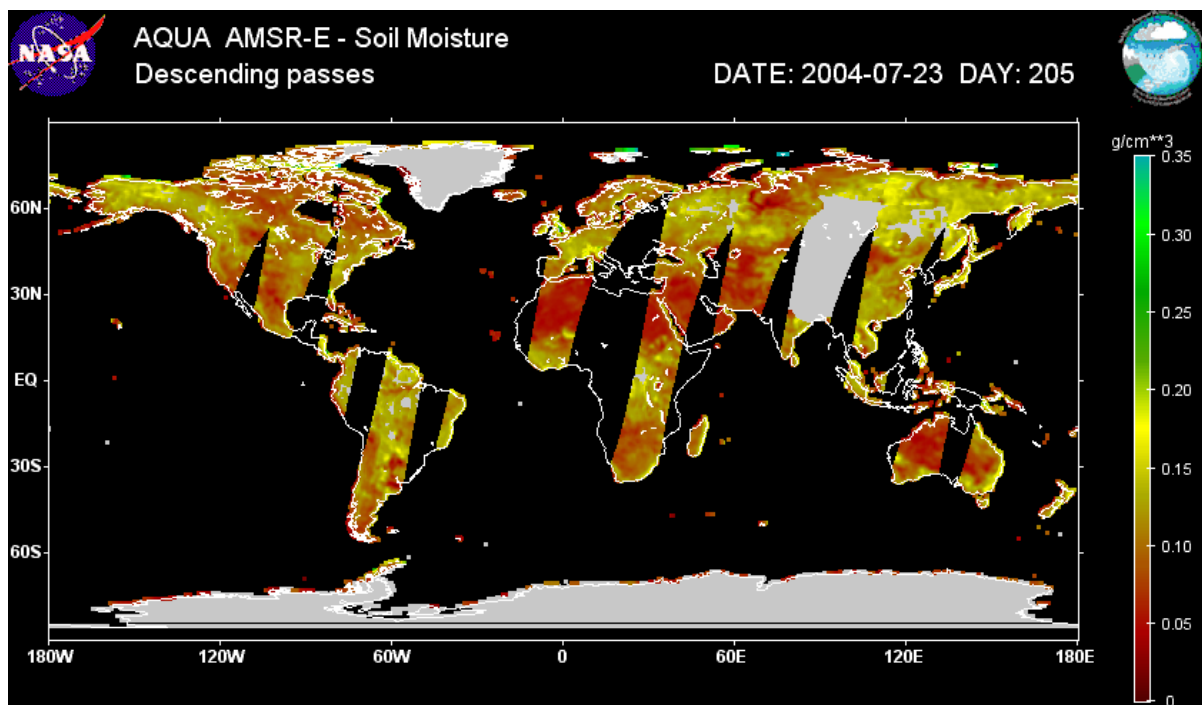 NASA
AQUA AMSR-E - Soil Moisture
Descending passes
DATE: 2004-07-23 DAY: 205
g/cm**3
0.35
0.30
0.25
0.20
0.15
0.10
0.05
0
60N
30N
EQ
30S
60S
180W 120W 60W 0 60E 120E 180E